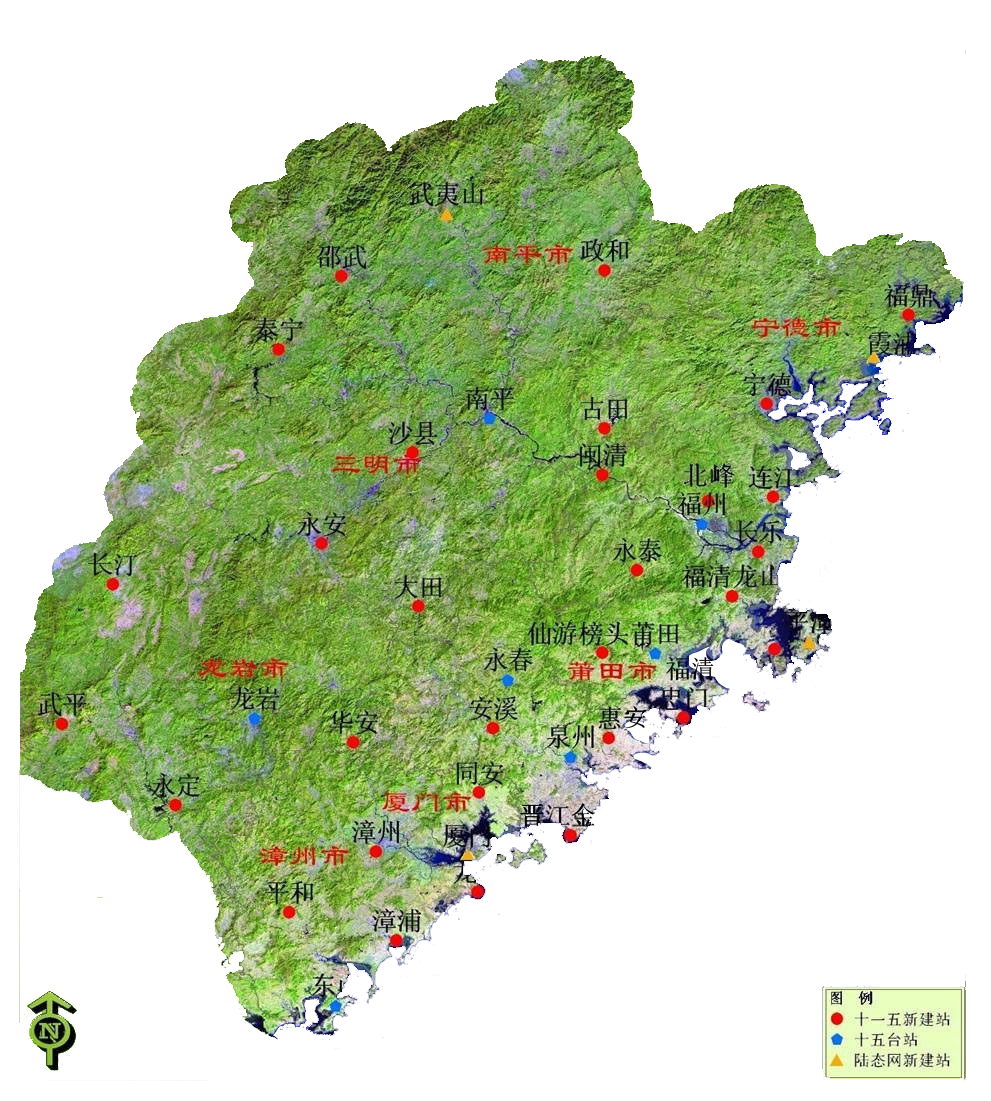 武夷山
南平市
政和
邵武
福鼎
宁德市
泰宁
霞浦
宁德
南平
古田
沙县
三明市
闽清
北峰
连江
福州
永安
长乐
永泰
长汀
福清龙山
大田
仙游榜头
莆田
永春
龙岩市
莆田市
福清
龙岩
武平
安溪
惠安
华安
泉州
同安
永定
厦门市
晋江金
漳州
厦门
漳州市
平和
漳浦
东
N
图 例
十一五新建站
十五台站
陆态网新建站